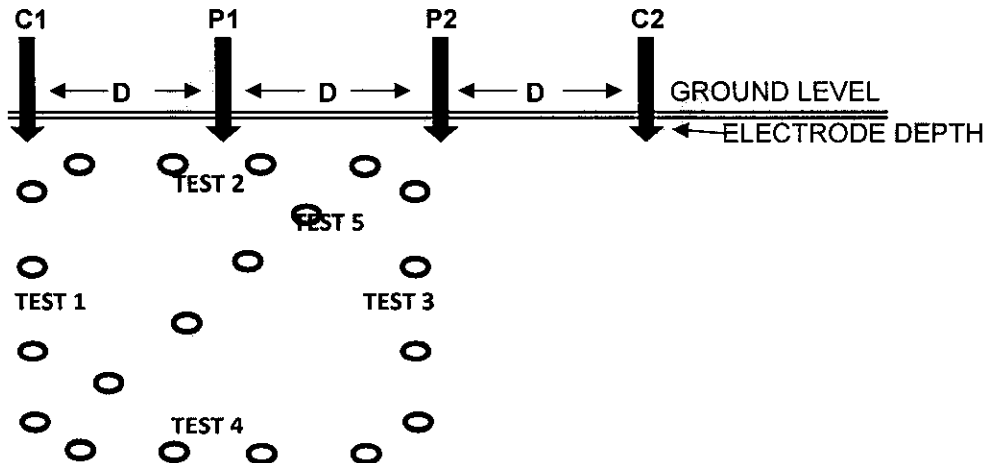 C1 P1 P2 C2
D D D
GROUND LEVEL
ELECTRODE DEPTH
TEST 2
TEST 5
TEST 1 TEST 3
TEST 4